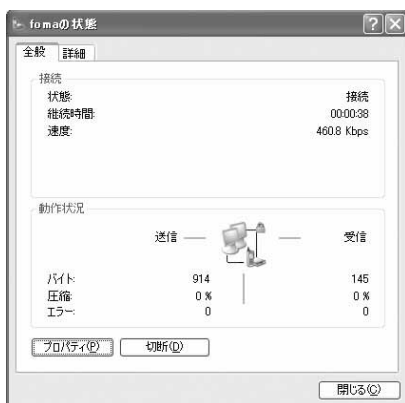 fomaの状態
全般 詳細
接続
状態: 接続
継続時間: 00:00:38
速度: 460.8 Kbps
動作状況
送信 — — 受信
バイト: 914 145
圧縮: 0 % 0 %
エラー: 0 0
プロパティ(P) 切断(D)
閉じる(C)